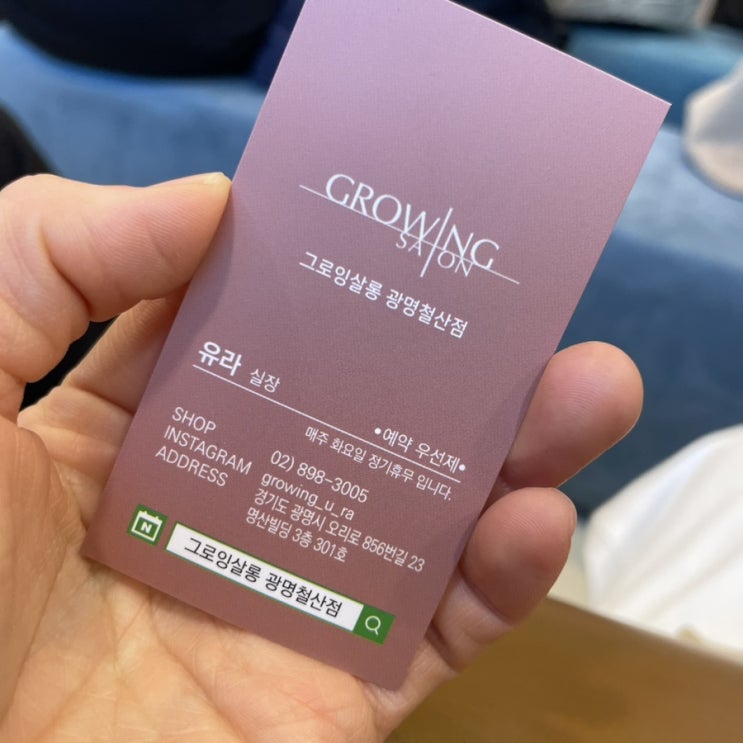 GROWING
SALON
그로잉살롱 광명철산점
유라 실장
•예약 우선제•
매주 화요일 정기휴무 입니다.
SHOP 02) 898-3005
INSTAGRAM growing_u_ra
ADDRESS 경기도 광명시 오리로 856번길 23
명산빌딩 3층 301호
N 그로잉살롱 광명철산점